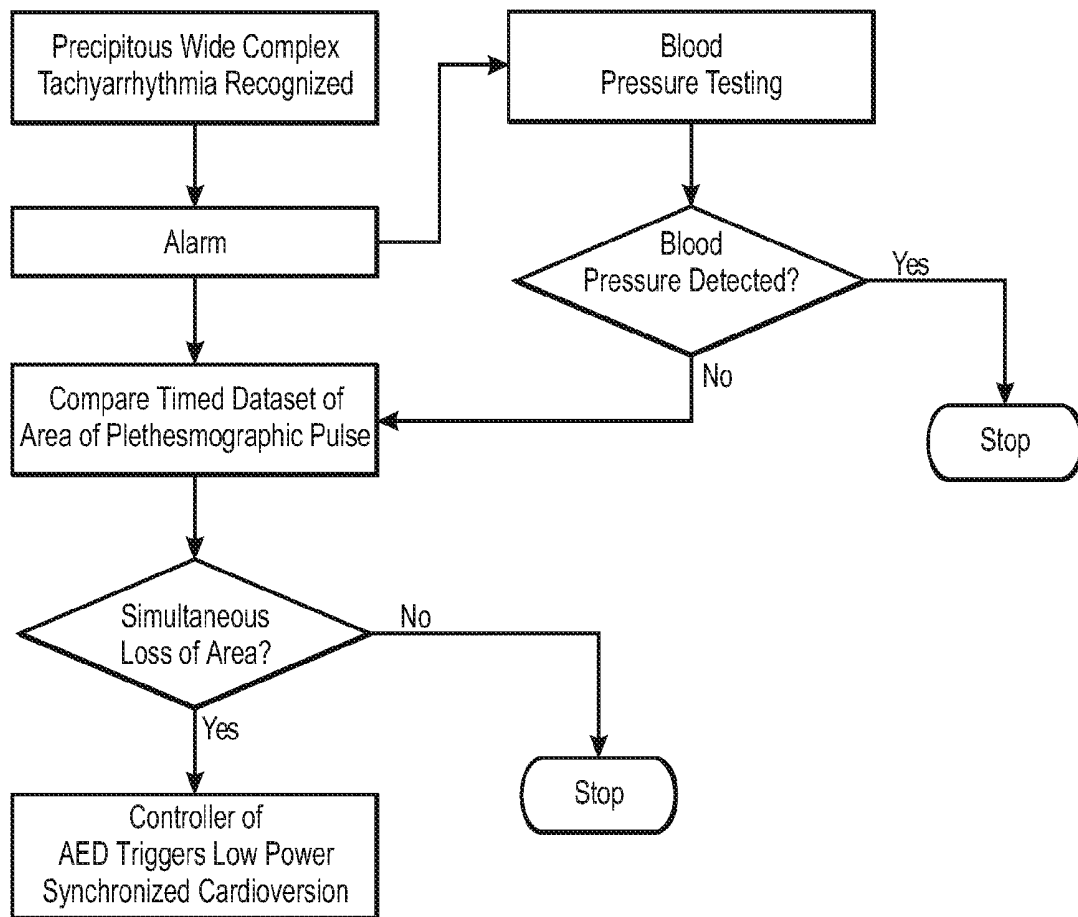 Precipitous Wide Complex
Tachyarrhythmia Recognized
Alarm
Blood
Pressure Testing
Blood
Pressure Detected?
Yes
No
Stop
Compare Timed Dataset of
Area of Plethesmographic Pulse
Simultaneous
Loss of Area?
No
Yes
Stop
Controller of
AED Triggers Low Power
Synchronized Cardioversion